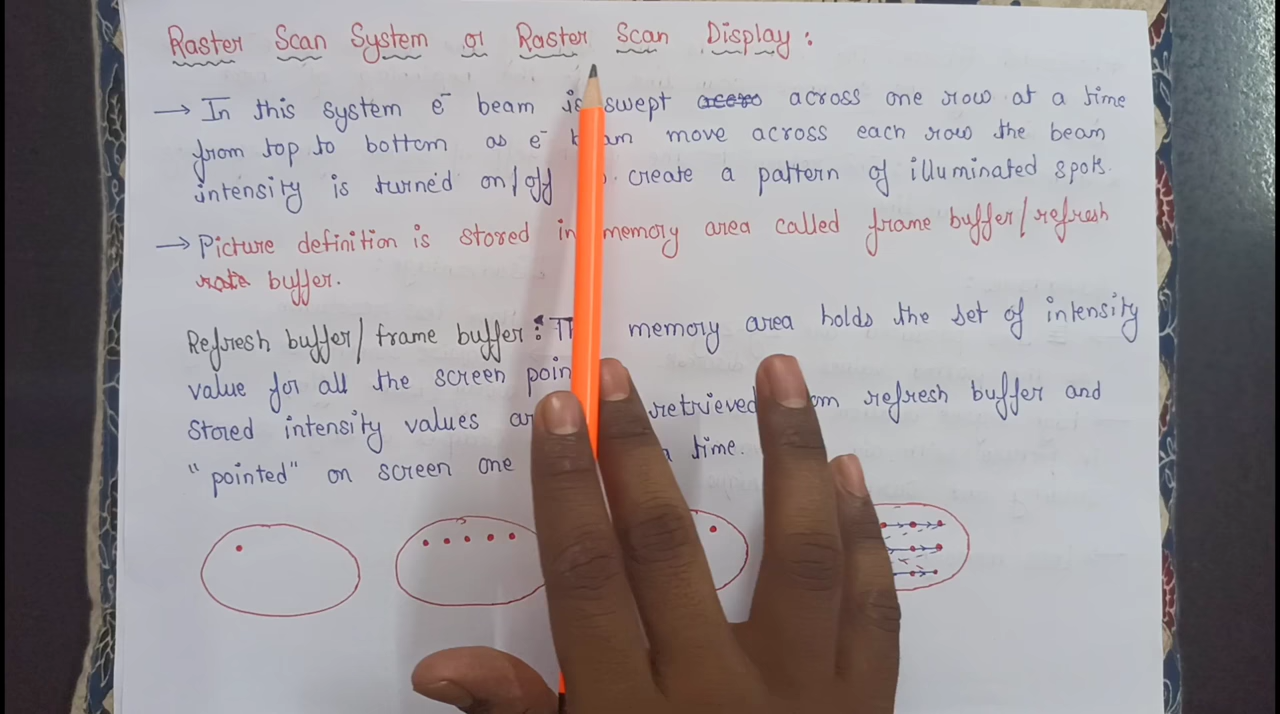 Raster Scan System or Raster Scan Display :
→ In this system e⁻ beam is swept across one row at a time
from top to bottom as e⁻ beam move across each row the beam
intensity is turned on/off create a pattern of illuminated spots.
→ Picture definition is stored in memory area called frame buffer/refresh
buffer.
Refresh buffer/frame buffer : memory area holds the set of intensity
value for all the screen
Stored intensity values retrieved refresh buffer and
"pointed" on screen one time.